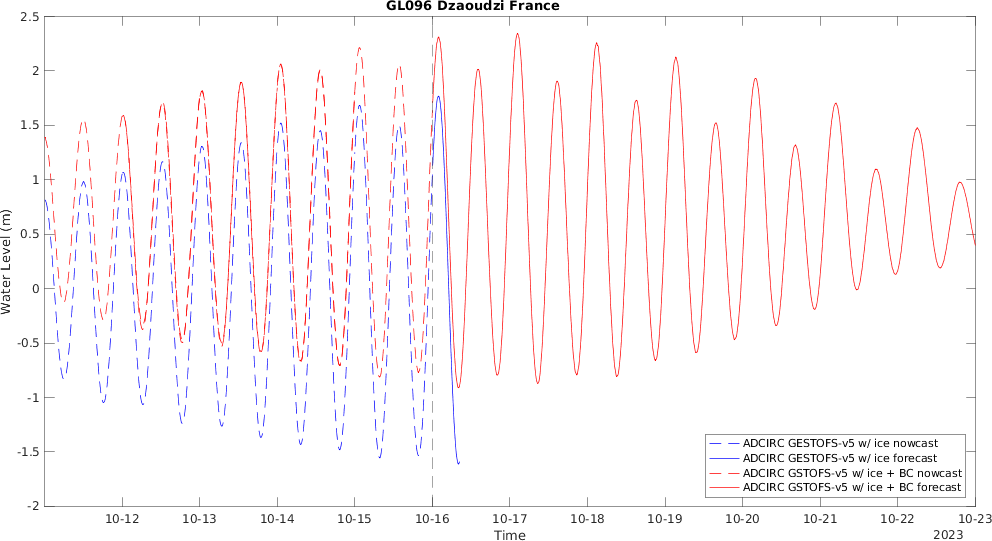 GL096 Dzaoudzi France
2.5
2
1.5
1
0.5
0
-0.5
-1
-1.5
-2
Water Level (m)
ADCIRC GESTOFS-v5 w/ ice nowcast
ADCIRC GESTOFS-v5 w/ ice forecast
ADCIRC GSTOFS-v5 w/ ice + BC nowcast
ADCIRC GSTOFS-v5 w/ ice + BC forecast
10-12 10-13 10-14 10-15 10-16 10-17 10-18 10-19 10-20 10-21 10-22 10-23
Time
2023